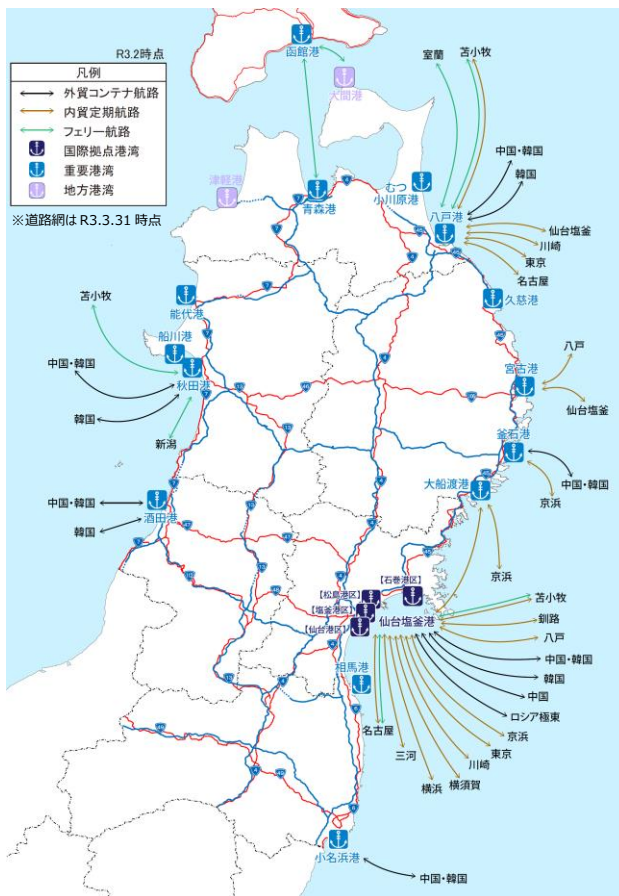 R3.2時点
凡例
外貿コンテナ航路
内貿定期航路
フェリー航路
国際拠点港湾
重要港湾
地方港湾
※道路網は R3.3.31 時点
函館港
大間港
室蘭
苫小牧
津軽港
青森港
むつ
小川原港
八戸港
中国・韓国
韓国
仙台塩釜
川崎
東京
名古屋
久慈港
能代港
船川港
秋田港
苫小牧
中国・韓国
韓国
新潟
宮古港
八戸
仙台塩釜
釜石港
中国・韓国
京浜
大船渡港
京浜
酒田港
中国・韓国
韓国
【石巻港区】
【松島港区】
【塩釜港区】
【仙台港区】
仙台塩釜港
苫小牧
釧路
八戸
中国・韓国
韓国
中国
ロシア極東
京浜
東京
川崎
横須賀
横浜
三河
名古屋
相馬港
小名浜港
中国・韓国